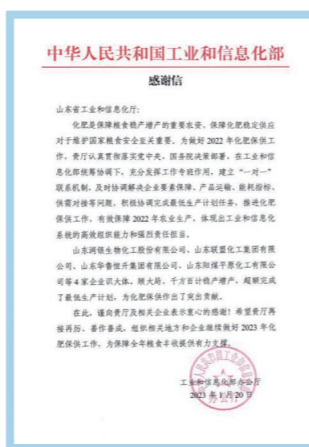 中华人民共和国工业和信息化部
感谢信
山东省工业和信息化厅：
化肥是保障粮食稳产增产的重要农资，保障化肥稳定供应
对于维护国家粮食安全至关重要。为做好2022年化肥保供工
作，贵厅认真贯彻落实党中央、国务院决策部署，在工业和信
息化部统筹协调下，充分发挥工作专班作用，建立“一对一”
联系机制，及时协调解决企业要素保障、产品运输、能耗指标、
供需对接等问题，积极协调完成最低生产计划任务，推进化肥
保供工作，有效保障2022年农业生产，体现出工业和信息化
系统的高效组织能力和强烈责任担当。
山东润银生物化工股份有限公司、山东联盟化工集团有限
公司、山东华鲁恒升集团有限公司、山东阳煤平原化工有限公
司等4家企业识大体、顾大局，千方百计稳产增产，超额完成
了最低生产计划，为化肥保供作出了突出贡献。
在此，谨向贵厅及相关企业表示衷心的感谢！希望贵厅再
接再厉、善作善成，组织相关地方和企业继续做好2023年化
肥保供工作，为保障全年粮食丰收提供有力支撑。
工业和信息化部办公厅
2023年1月20日